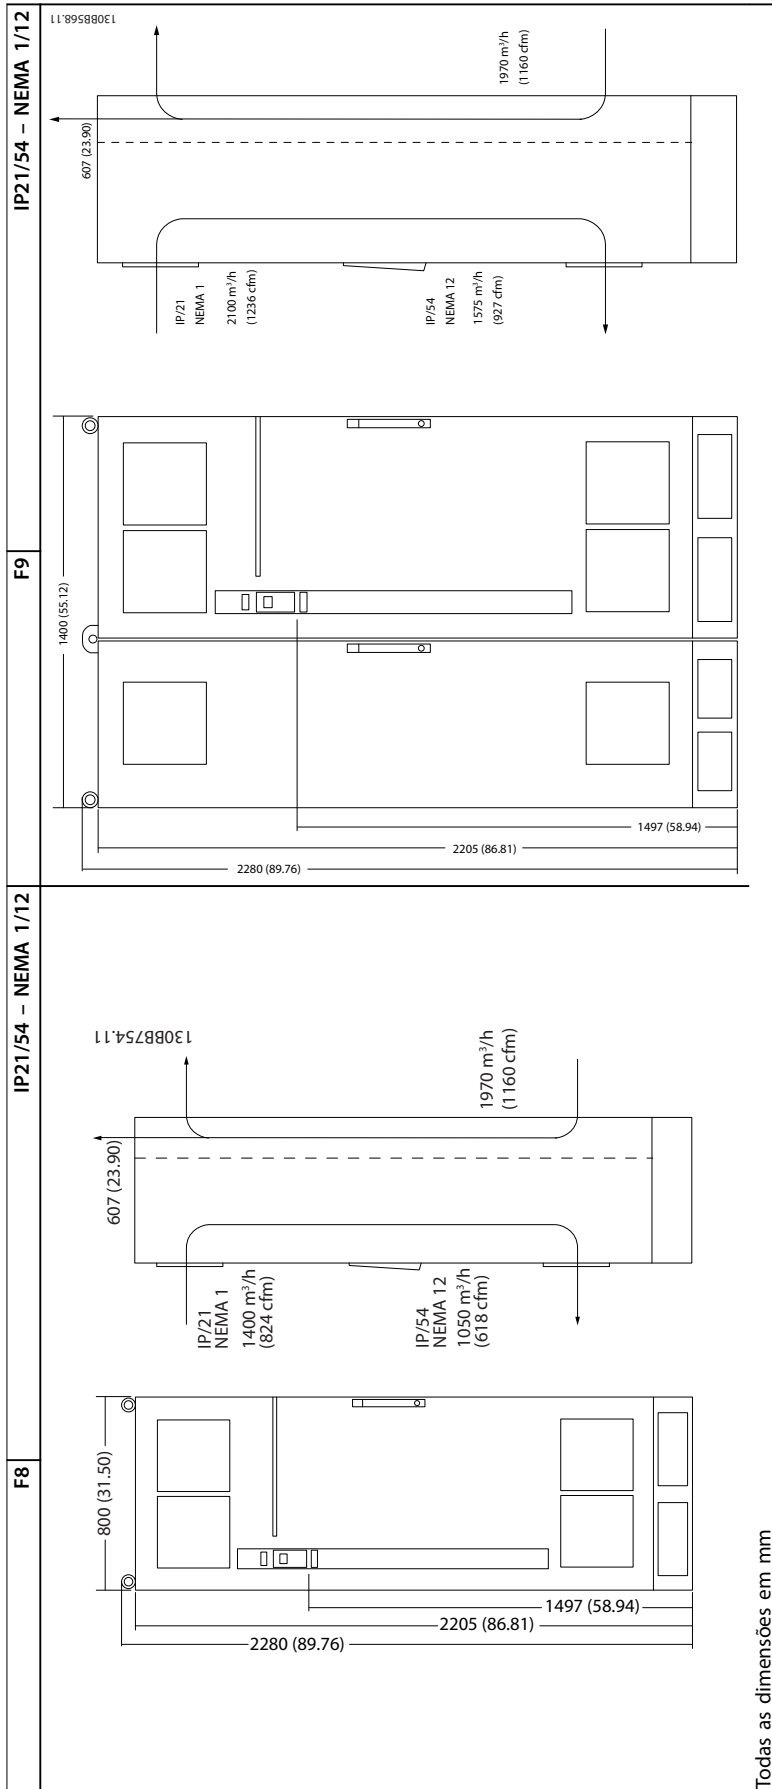 F8
IP21/54 – NEMA 1/12
F9
IP21/54 – NEMA 1/12
800 (31.50)
1497 (58.94)
2205 (86.81)
2280 (89.76)
130BB754.11
607 (23.90)
IP/21
NEMA 1
1400 m³/h
(824 cfm)
IP/54
NEMA 12
1050 m³/h
(618 cfm)
1970 m³/h
(1160 cfm)
1400 (55.12)
1497 (58.94)
2205 (86.81)
2280 (89.76)
130BB568.11
607 (23.90)
IP/21
NEMA 1
2100 m³/h
(1236 cfm)
IP/54
NEMA 12
1575 m³/h
(927 cfm)
1970 m³/h
(1160 cfm)
Todas as dimensões em mm